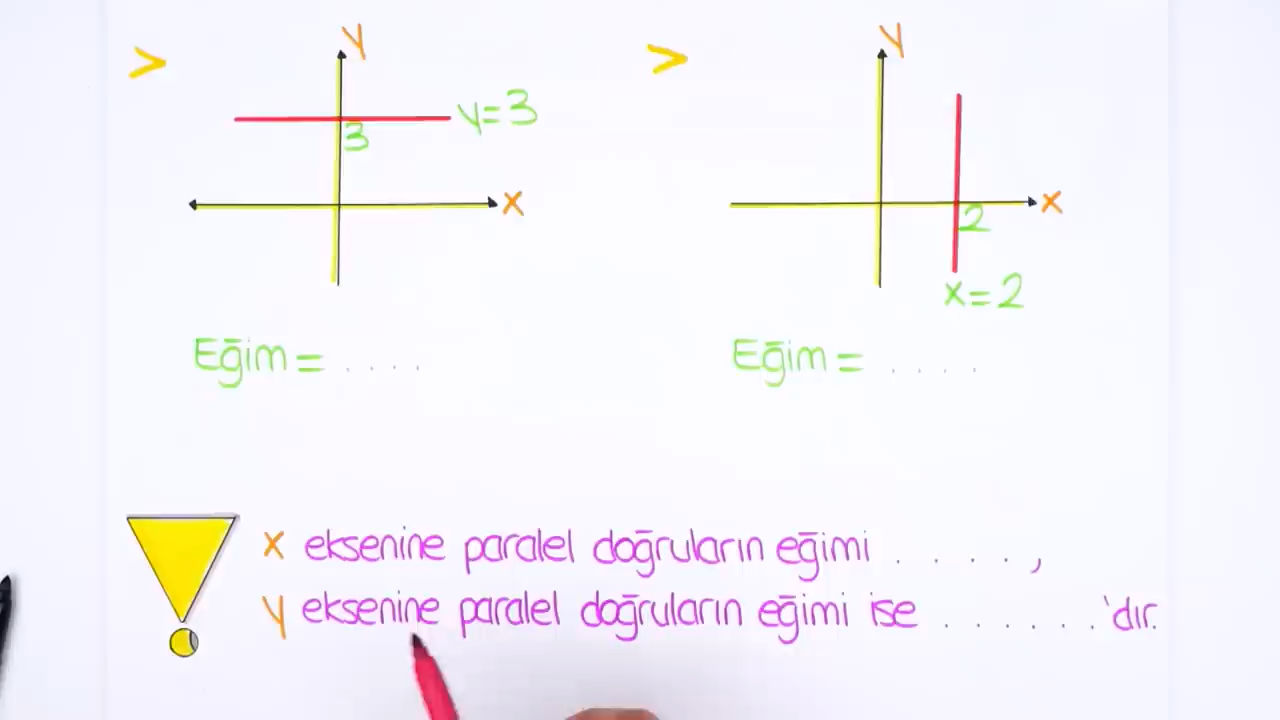 > y
y=3
3
x
Eğim = ....
> y
x
2
x=2
Eğim = ....
x eksenine paralel doğruların eğimi .....,
y eksenine paralel doğruların eğimi ise ......'dır.